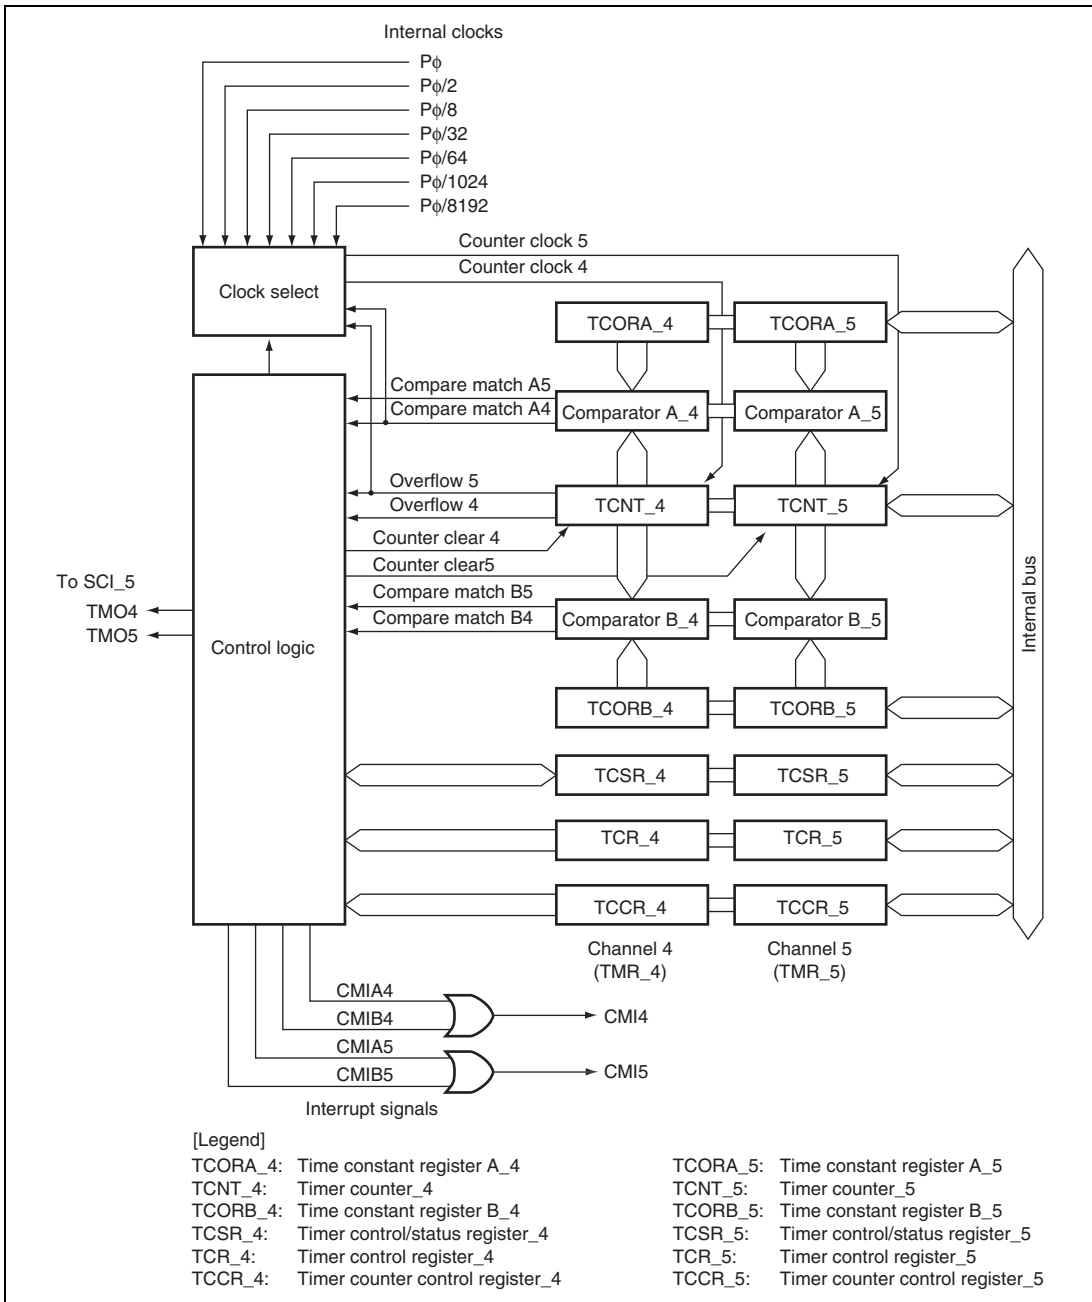 Internal clocks
Pϕ
Pϕ/2
Pϕ/8
Pϕ/32
Pϕ/64
Pϕ/1024
Pϕ/8192
Counter clock 5
Counter clock 4
Clock select
TCORA_4
TCORA_5
Compare match A5
Compare match A4
Comparator A_4
Comparator A_5
Overflow 5
Overflow 4
TCNT_4
TCNT_5
Counter clear 4
Counter clear5
To SCI_5
TMO4
TMO5
Compare match B5
Compare match B4
Comparator B_4
Comparator B_5
Control logic
Internal bus
TCORB_4
TCORB_5
TCSR_4
TCSR_5
TCR_4
TCR_5
TCCR_4
TCCR_5
Channel 4
(TMR_4)
Channel 5
(TMR_5)
CMIA4
CMIB4
CMI4
CMIA5
CMIB5
CMI5
Interrupt signals
[Legend]
TCORA_4: Time constant register A_4
TCNT_4: Timer counter_4
TCORB_4: Time constant register B_4
TCSR_4: Timer control/status register_4
TCR_4: Timer control register_4
TCCR_4: Timer counter control register_4
TCORA_5: Time constant register A_5
TCNT_5: Timer counter_5
TCORB_5: Time constant register B_5
TCSR_5: Timer control/status register_5
TCR_5: Timer control register_5
TCCR_5: Timer counter control register_5